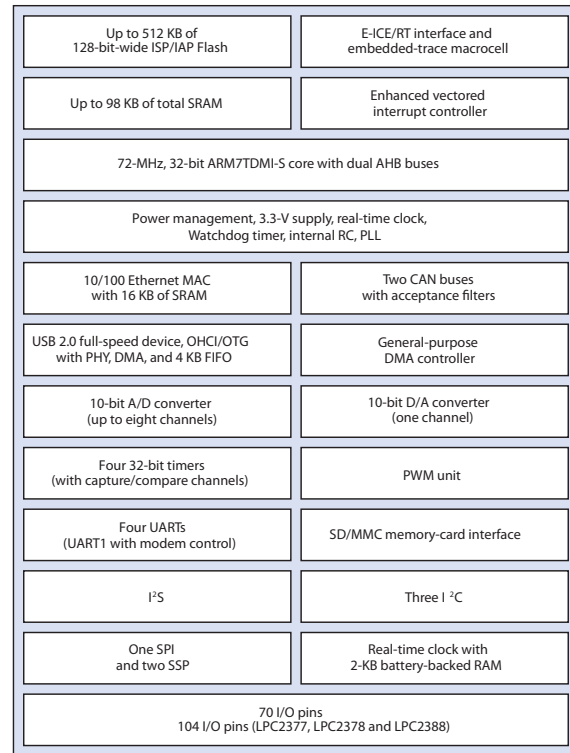 Up to 512 KB of
128-bit-wide ISP/IAP Flash
E-ICE/RT interface and
embedded-trace macrocell
Up to 98 KB of total SRAM
Enhanced vectored
interrupt controller
72-MHz, 32-bit ARM7TDMI-S core with dual AHB buses
Power management, 3.3-V supply, real-time clock,
Watchdog timer, internal RC, PLL
10/100 Ethernet MAC
with 16 KB of SRAM
Two CAN buses
with acceptance filters
USB 2.0 full-speed device, OHCI/OTG
with PHY, DMA, and 4 KB FIFO
General-purpose
DMA controller
10-bit A/D converter
(up to eight channels)
10-bit D/A converter
(one channel)
Four 32-bit timers
(with capture/compare channels)
PWM unit
Four UARTs
(UART1 with modem control)
SD/MMC memory-card interface
I²S
Three I ²C
One SPI
and two SSP
Real-time clock with
2-KB battery-backed RAM
70 I/O pins
104 I/O pins (LPC2377, LPC2378 and LPC2388)